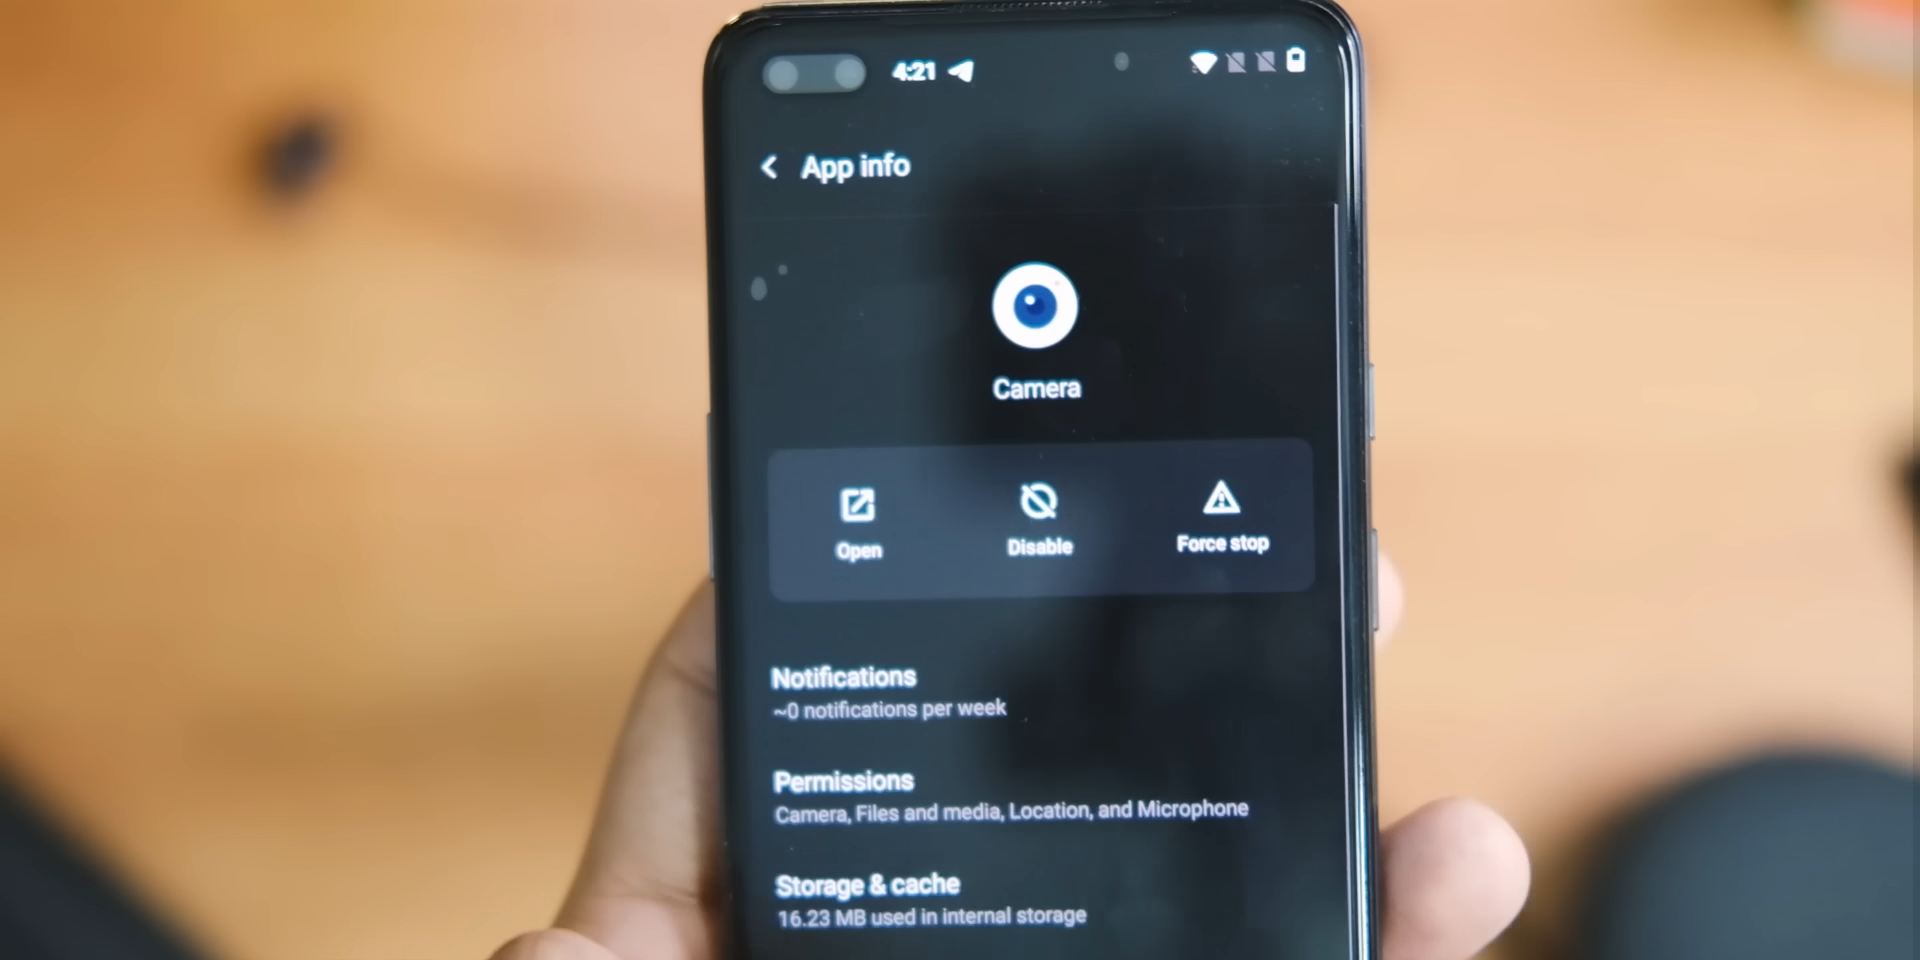 4:21
App info
Camera
Open
Disable
Force stop
Notifications
~0 notifications per week
Permissions
Camera, Files and media, Location, and Microphone
Storage & cache
16.23 MB used in internal storage